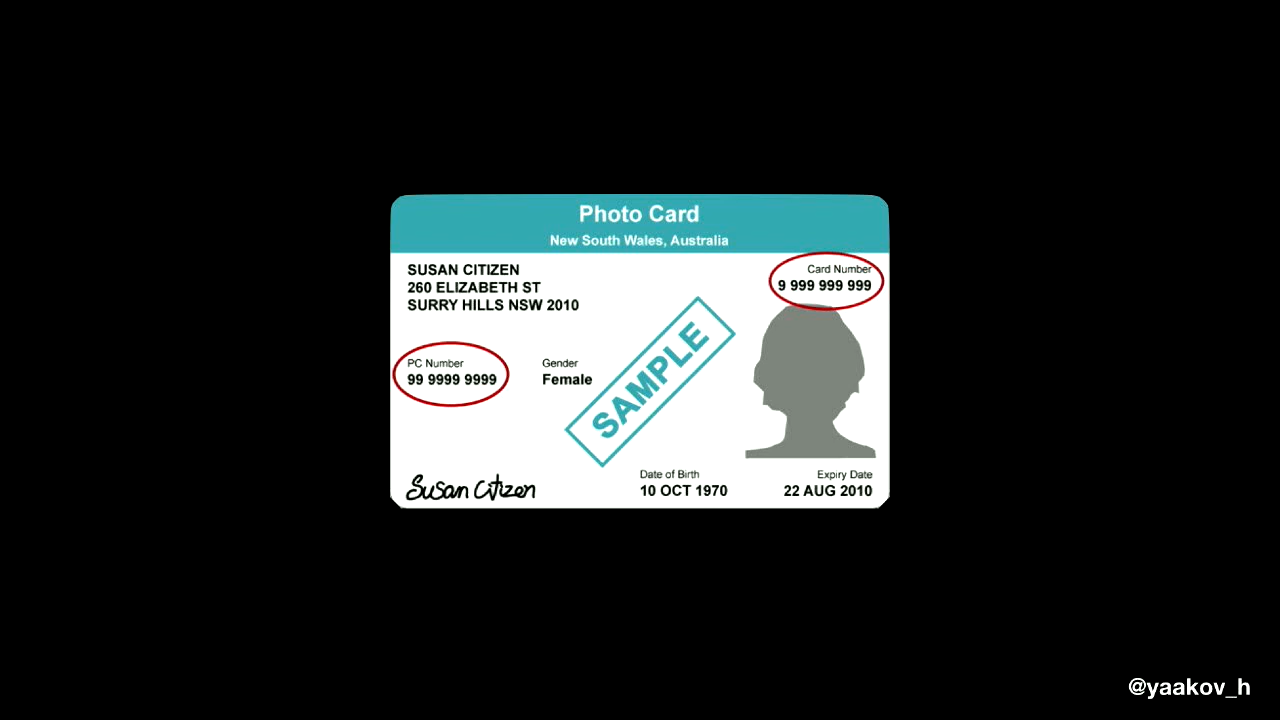 Photo Card
New South Wales, Australia
SUSAN CITIZEN
260 ELIZABETH ST
SURRY HILLS NSW 2010
Card Number
9 999 999 999
PC Number
99 9999 9999
Gender
Female
SAMPLE
Susan Citizen
Date of Birth
10 OCT 1970
Expiry Date
22 AUG 2010
@yaakov_h